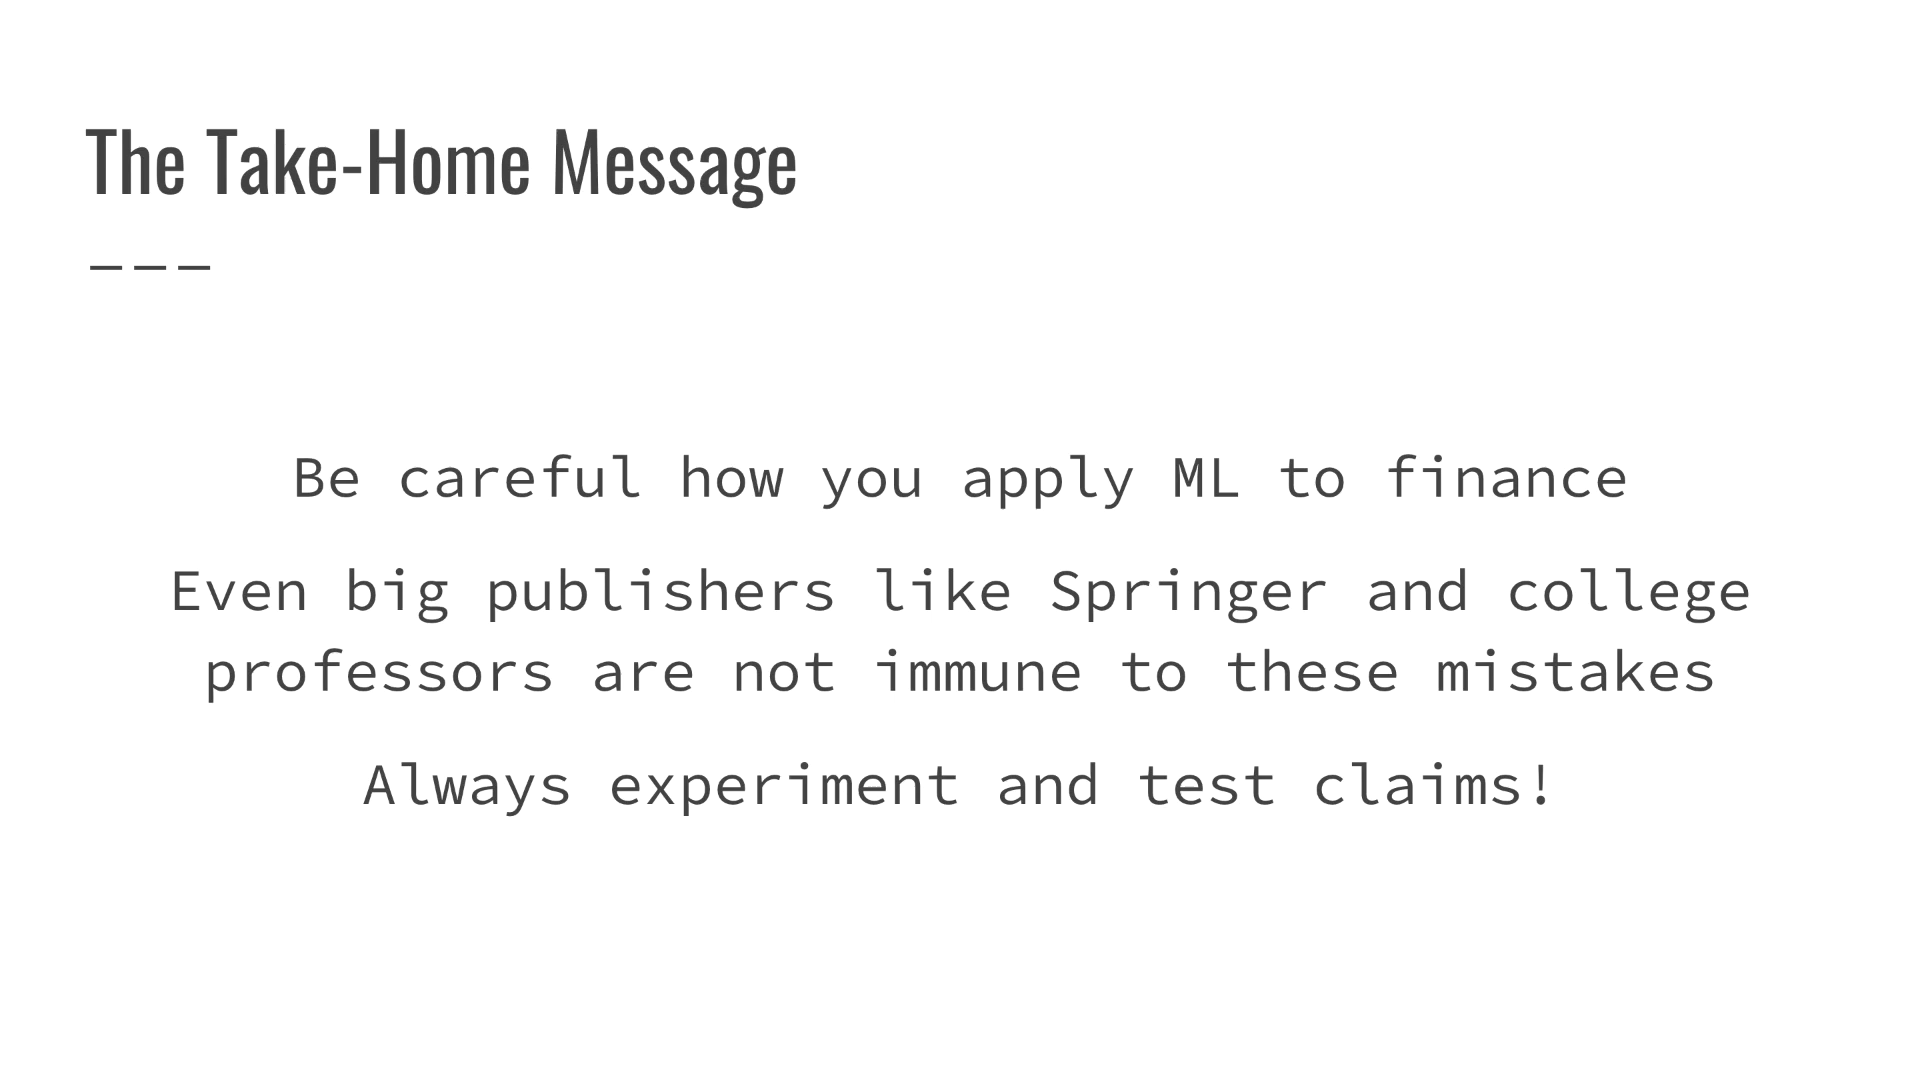 The Take-Home Message
Be careful how you apply ML to finance
Even big publishers like Springer and college
professors are not immune to these mistakes
Always experiment and test claims!